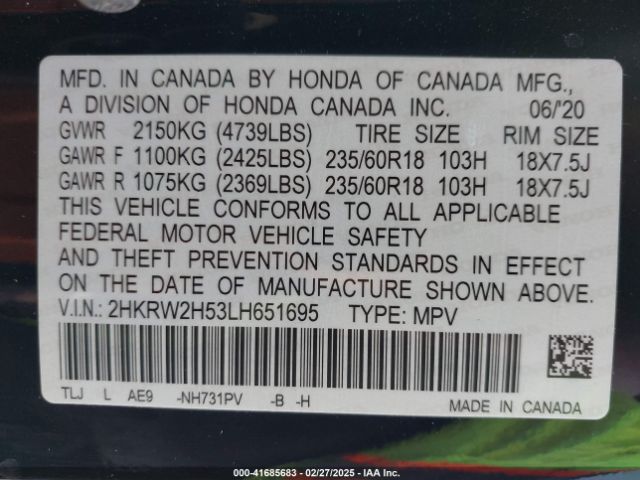 MFD. IN CANADA BY HONDA OF CANADA MFG.,
A DIVISION OF HONDA CANADA INC. 06/'20
GVWR 2150KG (4739LBS) TIRE SIZE RIM SIZE
GAWR F 1100KG (2425LBS) 235/60R18 103H 18X7.5J
GAWR R 1075KG (2369LBS) 235/60R18 103H 18X7.5J
THIS VEHICLE CONFORMS TO ALL APPLICABLE
FEDERAL MOTOR VEHICLE SAFETY
AND THEFT PREVENTION STANDARDS IN EFFECT
ON THE DATE OF MANUFACTURE SHOWN ABOVE.
V.I.N.: 2HKRW2H53LH651695 TYPE: MPV
TLJ L AE9 -NH731PV -B -H
MADE IN CANADA
000-41685683 / 02/27/2025 - IAA Inc.